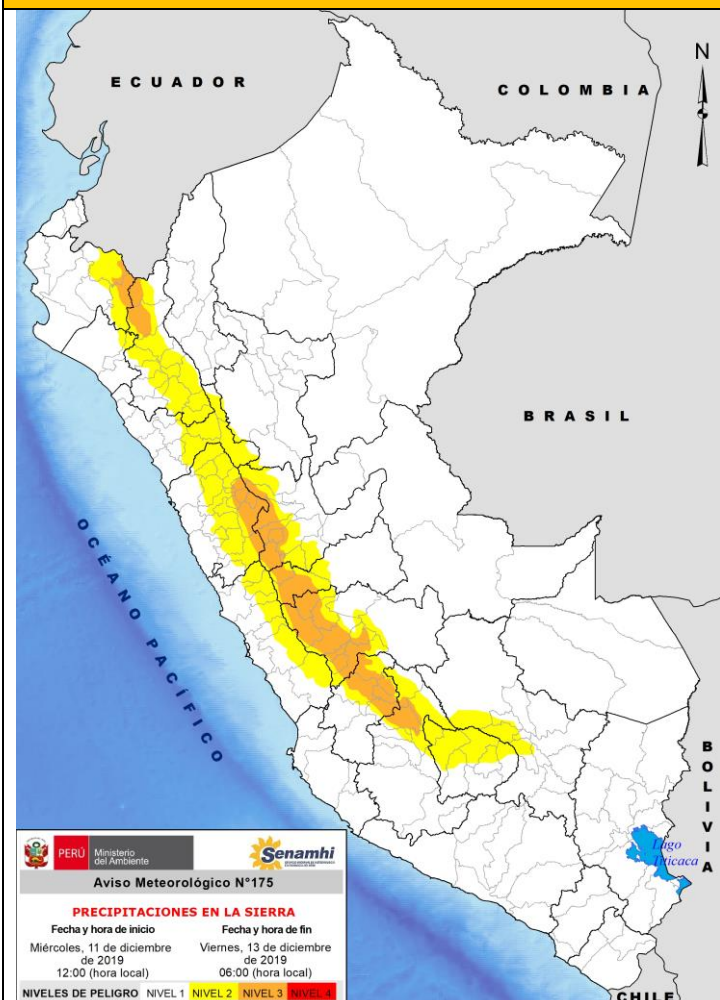 ECUADOR
COLOMBIA
N
BRASIL
OCÉANO PACÍFICO
BOLIVIA
Lago
Titicaca
CHILE
PERÚ
Ministerio
del Ambiente
Senamhi
Aviso Meteorológico N°175
PRECIPITACIONES EN LA SIERRA
Fecha y hora de inicio
Miércoles, 11 de diciembre
de 2019
12:00 (hora local)
Fecha y hora de fin
Viernes, 13 de diciembre
de 2019
06:00 (hora local)
NIVELES DE PELIGRO NIVEL 1 NIVEL 2 NIVEL 3 NIVEL 4